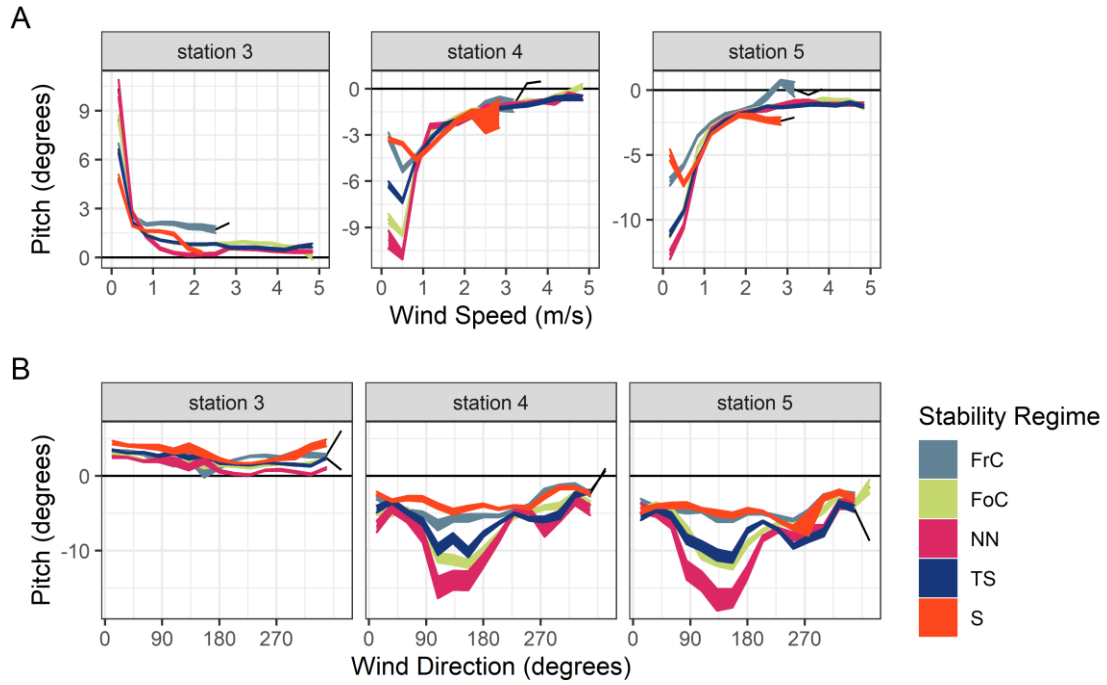 A
station 3
station 4
station 5
Pitch (degrees)
9
6
3
0
0
-3
-6
-9
0
-5
-10
0 1 2 3 4 5
0 1 2 3 4 5
0 1 2 3 4 5
Wind Speed (m/s)
B
station 3
station 4
station 5
Pitch (degrees)
0
-10
0 90 180 270
0 90 180 270
0 90 180 270
Wind Direction (degrees)
Stability Regime
FrC
FoC
NN
TS
S